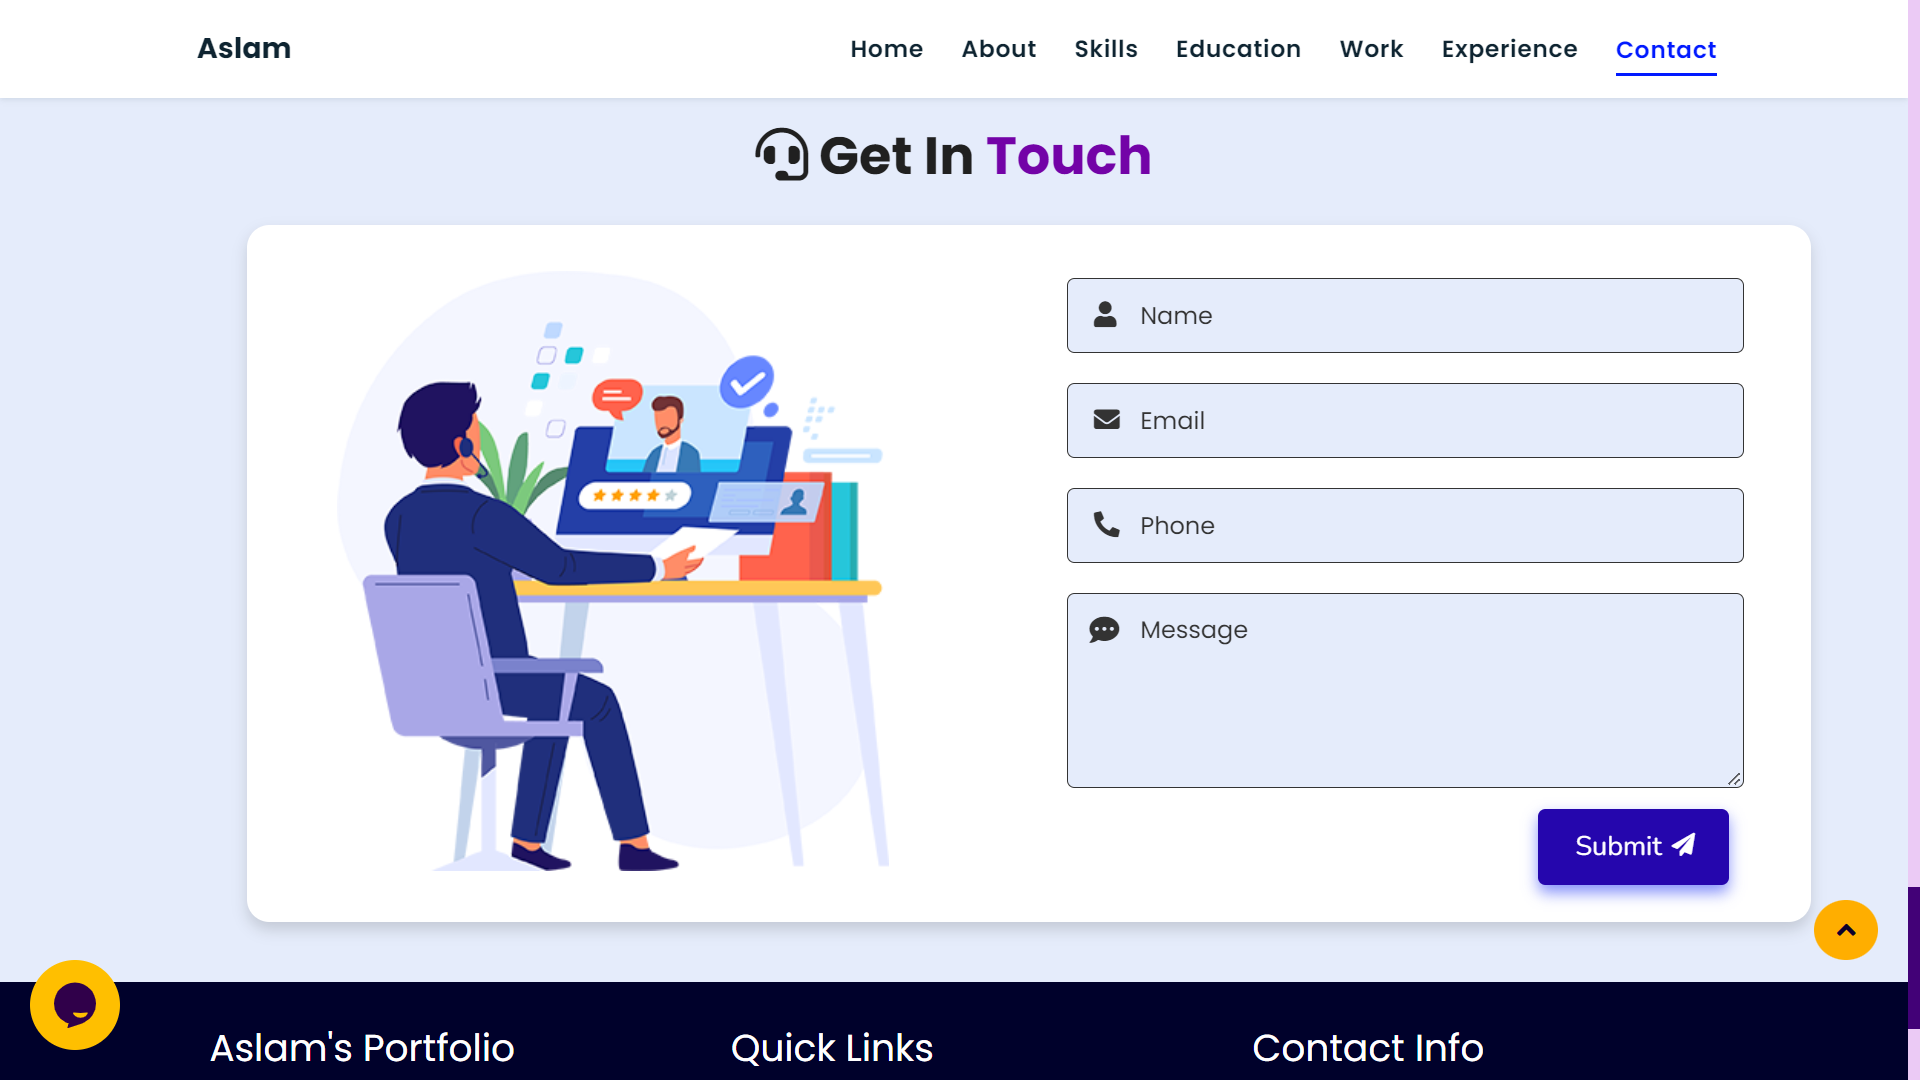 Aslam
Home About Skills Education Work Experience Contact
Get In Touch
Name
Email
Phone
Message
Submit
Aslam's Portfolio
Quick Links
Contact Info